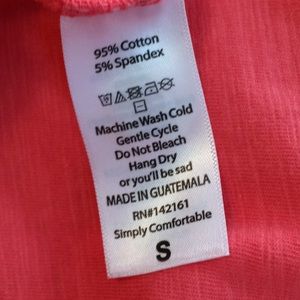 95% Cotton
5% Spandex
Machine Wash Cold
Gentle Cycle
Do Not Bleach
Hang Dry
or you'll be sad
MADE IN GUATEMALA
RN#142161
Simply Comfortable
S